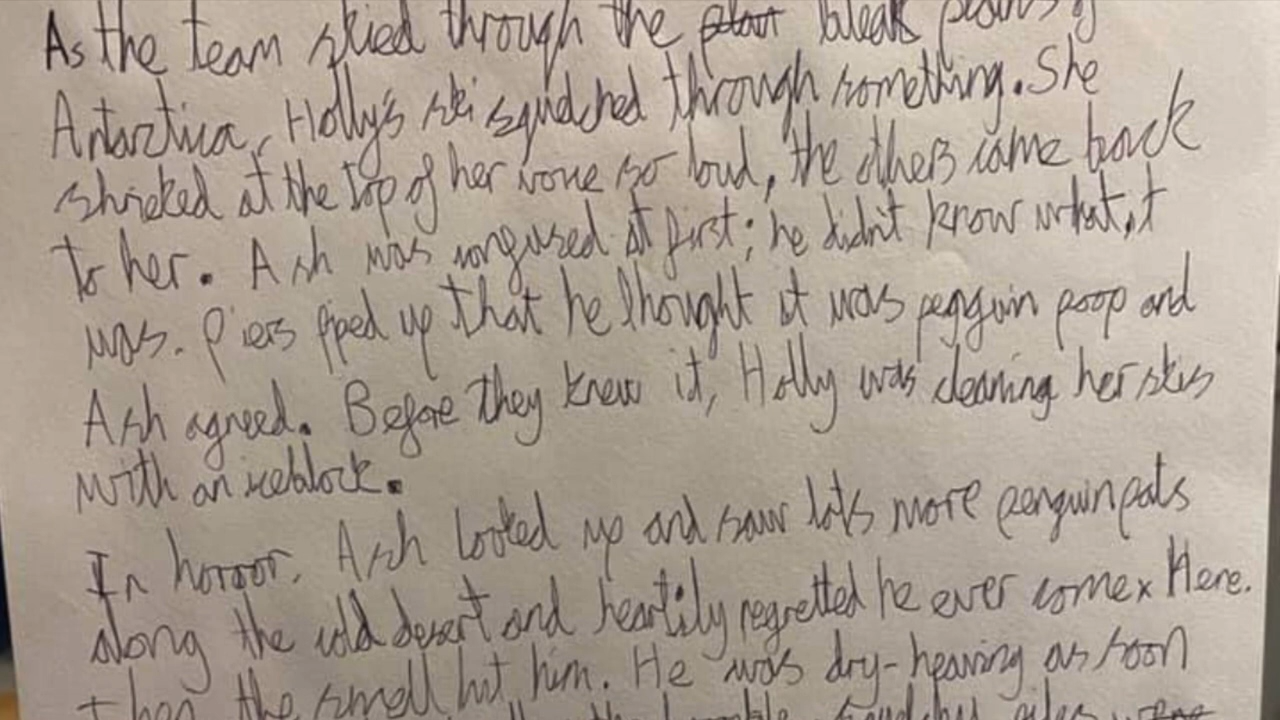 As the team skied through the plain bleak plains of
Antarctica, Holly's ski squelched through something. She
shrieked at the top of her voice so loud, the others came back
to her. Ash was confused at first; he didn't know what it
was. Piers piped up that he thought it was penguin poop and
Ash agreed. Before they knew it, Holly was cleaning her skis
with an iceblock.
In horror, Ash looked up and saw lots more penguin pats
along the cold desert and heartily regretted he ever come x Here.
Then the smell hit him. He was dry-heaving as soon
the